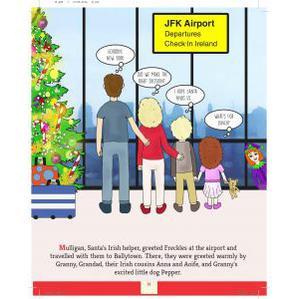 JFK Airport
Departures
Check In Ireland
GOODBYE
NEW YORK
DID WE MAKE THE
RIGHT DECISION?
I HOPE SANTA
FINDS US
WHAT'S FOR
DINNER?
Mulligan, Santa's Irish helper, greeted Freckles at the airport and
travelled with them to Ballytown. There, they were greeted warmly by
Granny, Grandad, their Irish cousins Anna and Aoife, and Granny's
excited little dog Pepper.